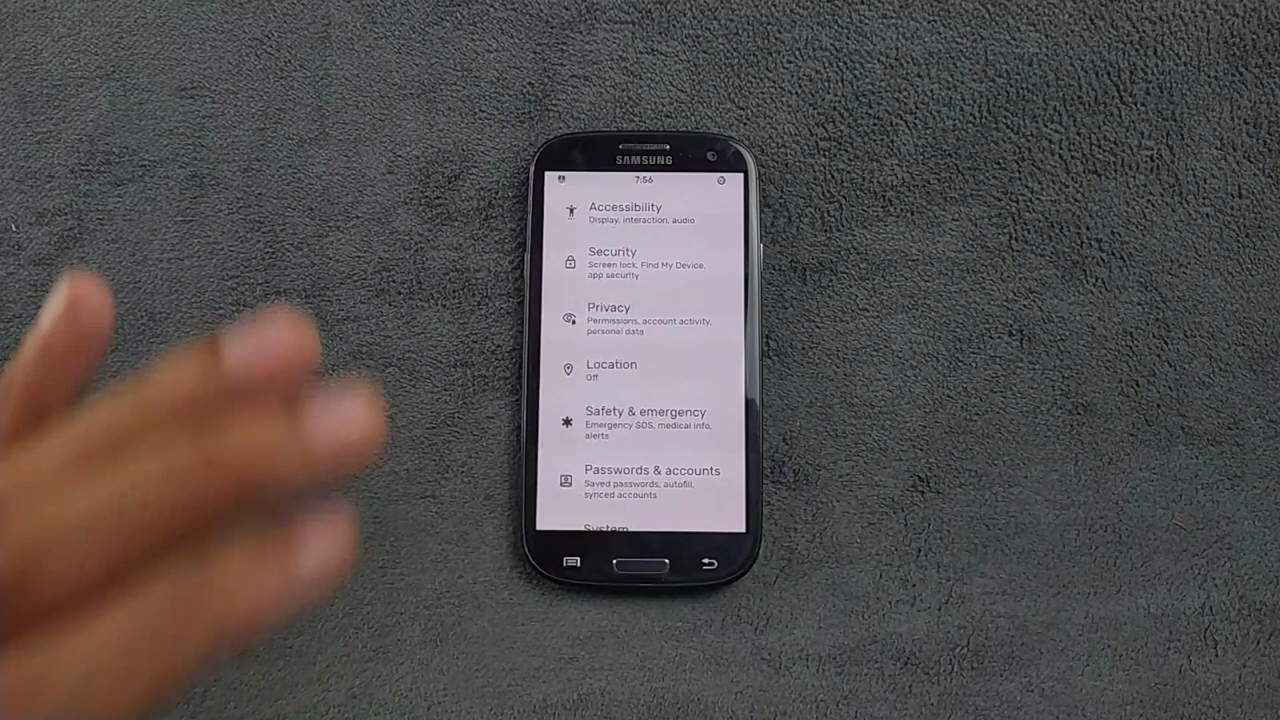 SAMSUNG
7:56
Accessibility
Display, interaction, audio
Security
Screen lock, Find My Device,
app security
Privacy
Permissions, account activity,
personal data
Location
Off
Safety & emergency
Emergency SOS, medical info,
alerts
Passwords & accounts
Saved passwords, autofill,
synced accounts
System